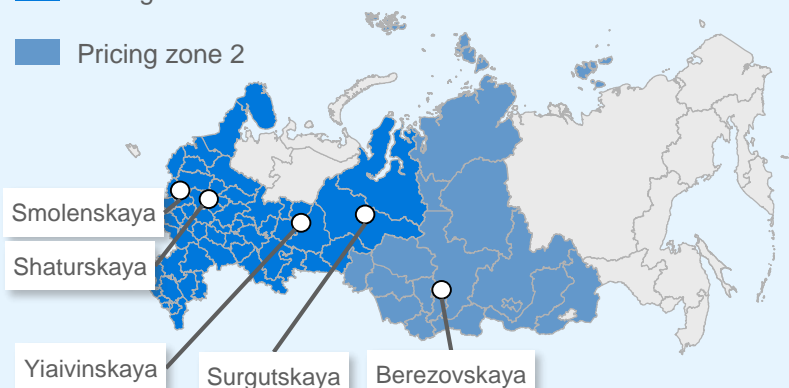 Pricing zone 2
Smolenskaya
Shaturskaya
Yiaivinskaya
Surgutskaya
Berezovskaya